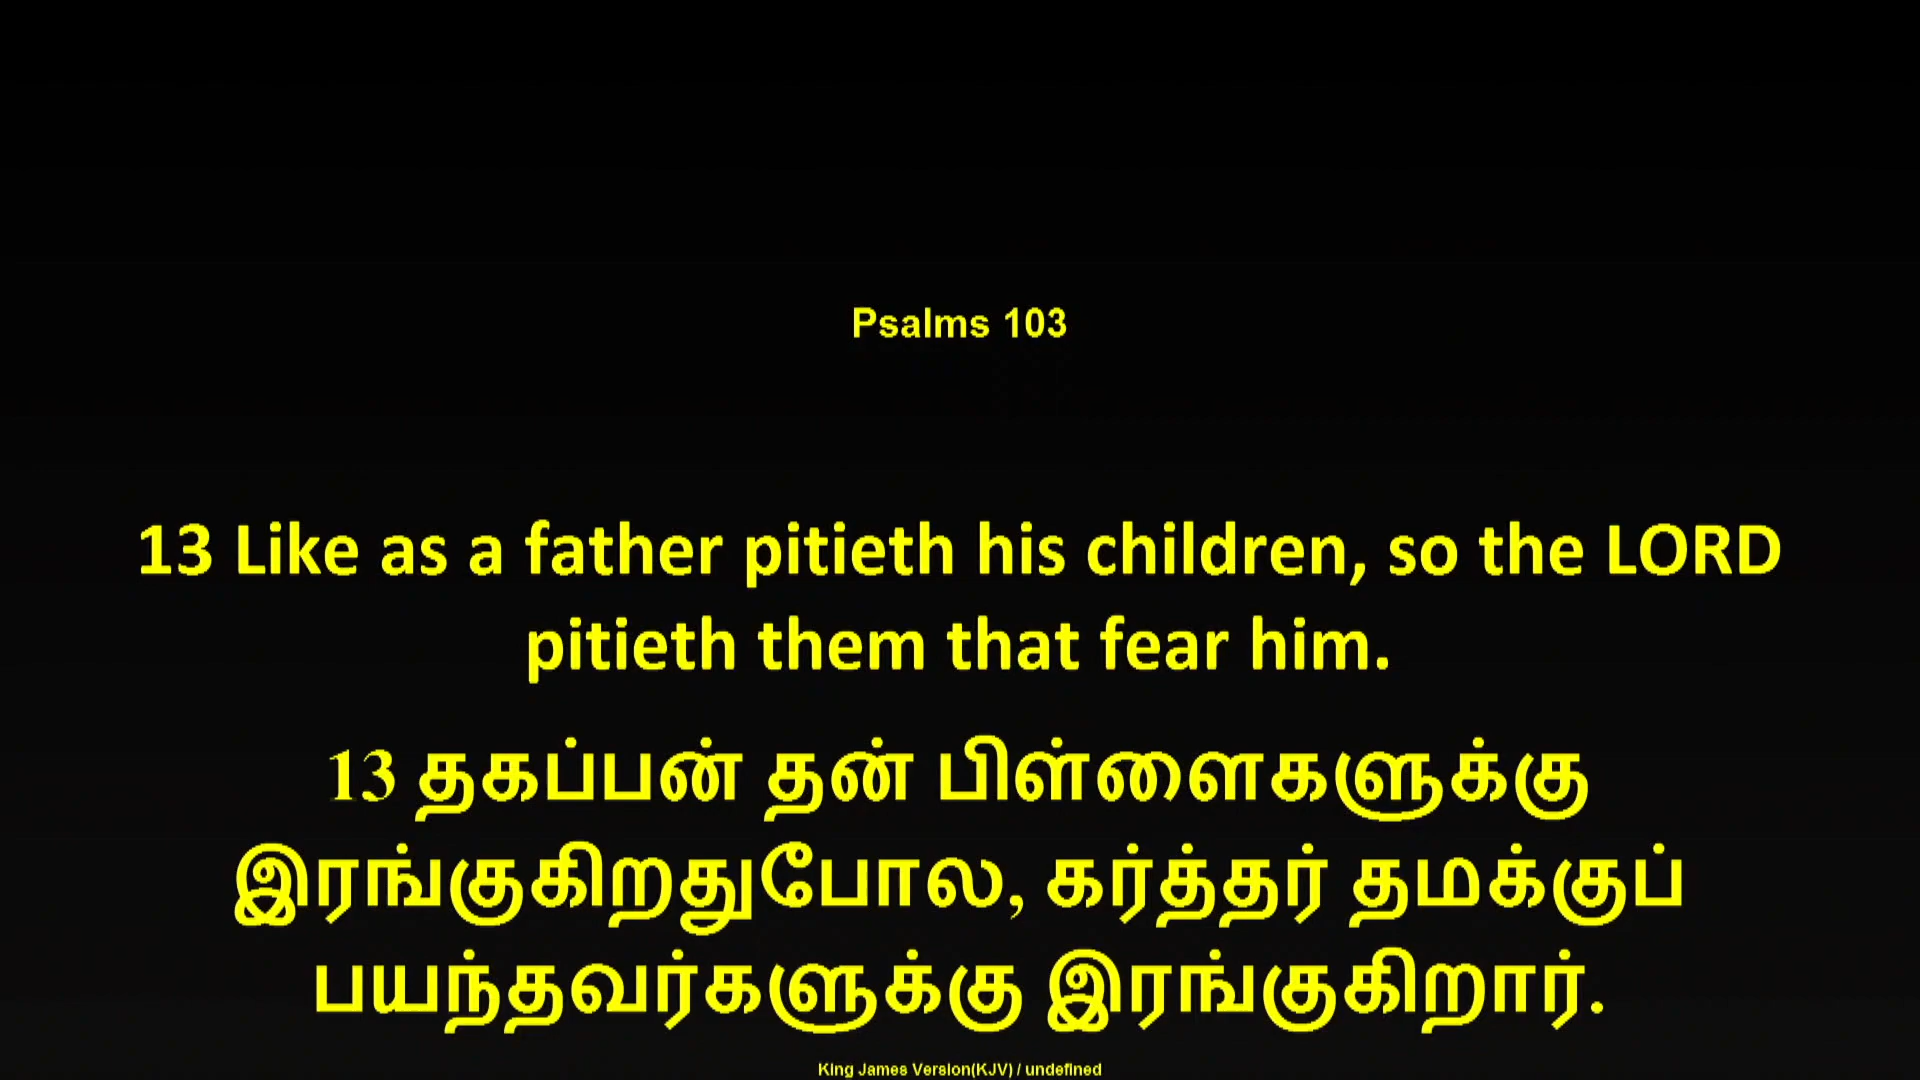 Psalms 103
13 Like as a father pitieth his children, so the LORD
pitieth them that fear him.
13 தகப்பன் தன் பிள்ளைகளுக்கு
இரங்குகிறதுபோல, கர்த்தர் தமக்குப்
பயந்தவர்களுக்கு இரங்குகிறார்.
King James Version(KJV) / undefined